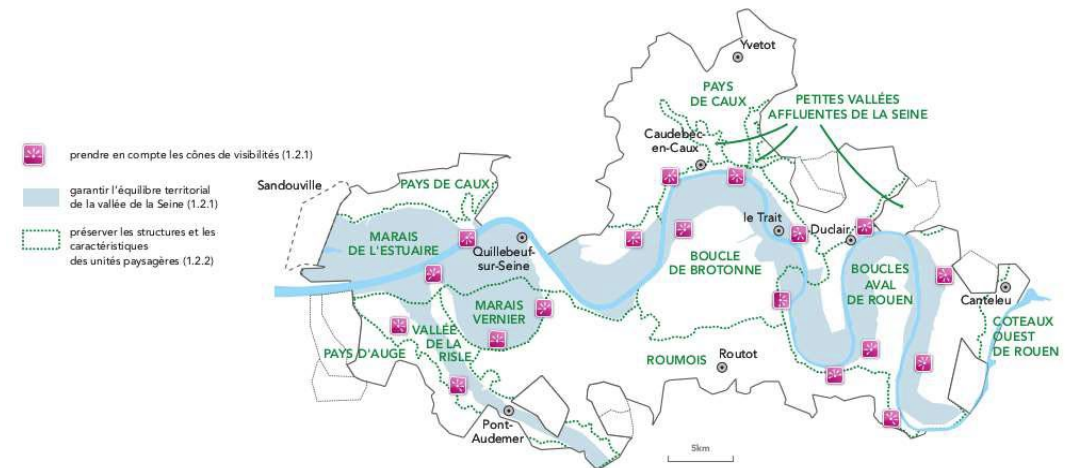 prendre en compte les cônes de visibilités (1.2.1)
garantir l'équilibre territorial
de la vallée de la Seine (1.2.1)
préserver les structures et les
caractéristiques
des unités paysagères (1.2.2)
Yvetot
PAYS
DE CAUX
PETITES VALLÉES
AFFLUENTES DE LA SEINE
Caudebec-
en-Caux
Sandouville
PAYS DE CAUX
le Trait
Duclair
MARAIS
DE L'ESTUAIRE
Quillebeuf-
sur-Seine
BOUCLE
DE BROTONNE
BOUCLES
AVAL
DE ROUEN
Canteleu
MARAIS
VERNIER
COTEAUX
OUEST
DE ROUEN
VALLÉE
DE LA
RISLE
PAYS D'AUGE
ROUMOIS
Routot
Pont-
Audemer
5km